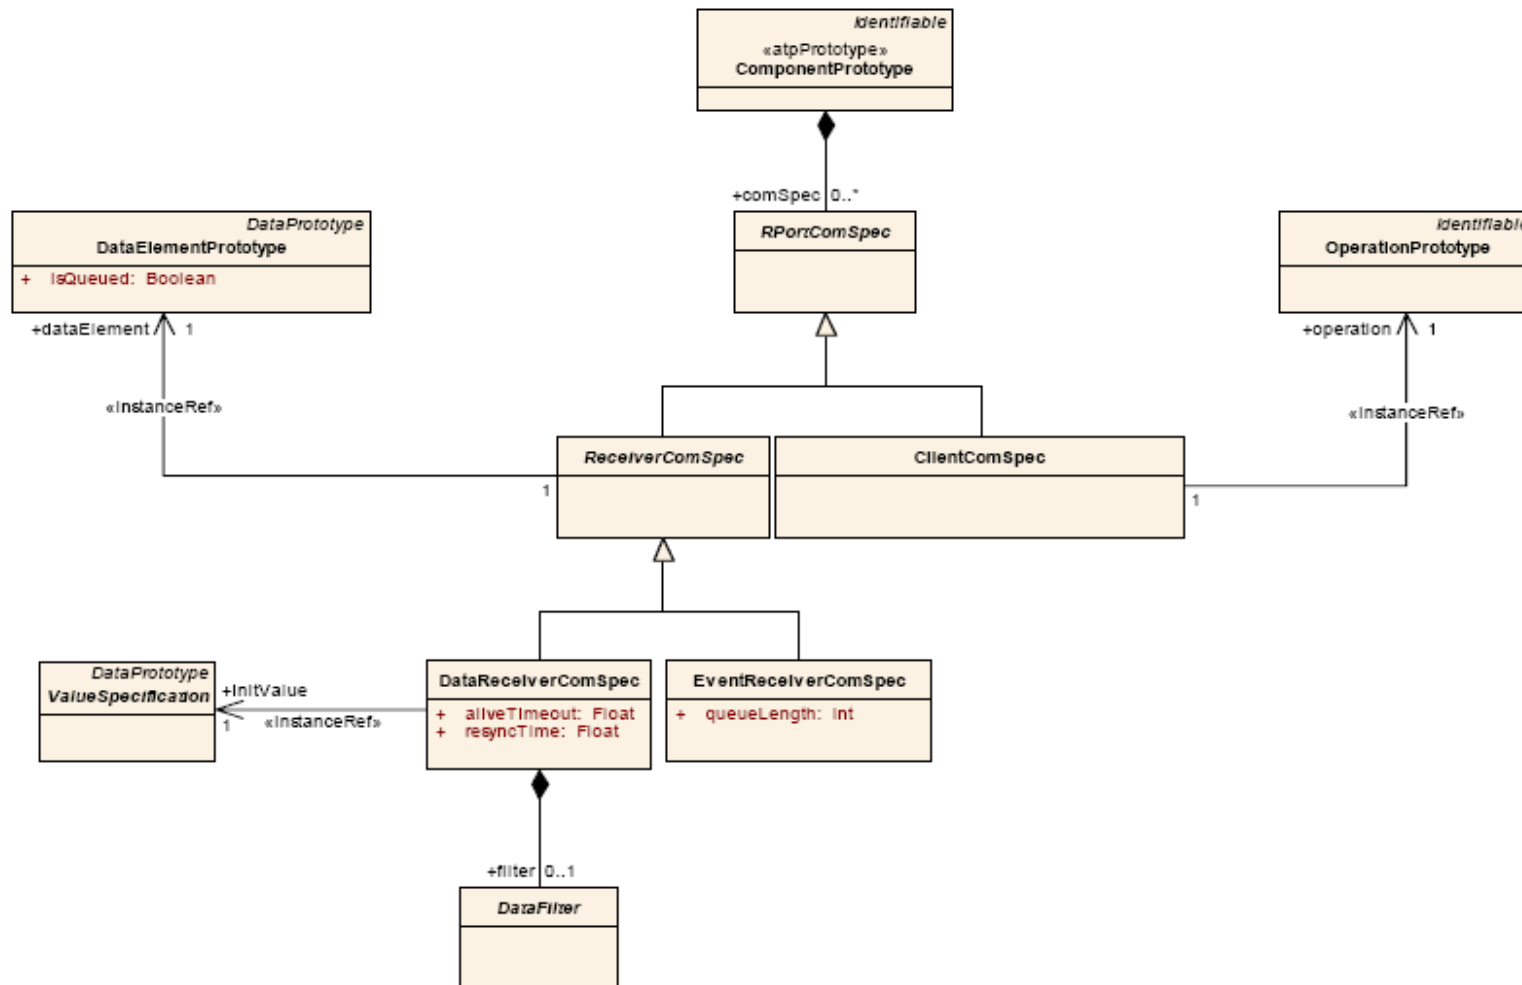 Identifiable
«atpPrototype»
ComponentPrototype
+comSpec 0..*
DataPrototype
DataElementPrototype
+ isQueued: Boolean
RPortComSpec
Identifiable
OperationPrototype
+dataElement 1
+operation 1
«InstanceRef»
«InstanceRef»
ReceiverComSpec
ClientComSpec
1
1
DataPrototype
ValueSpecification
+InitValue
1
«InstanceRef»
DataReceiverComSpec
+ aliveTimeout: Float
+ resyncTime: Float
EventReceiverComSpec
+ queueLength: Int
+filter 0..1
DataFilter